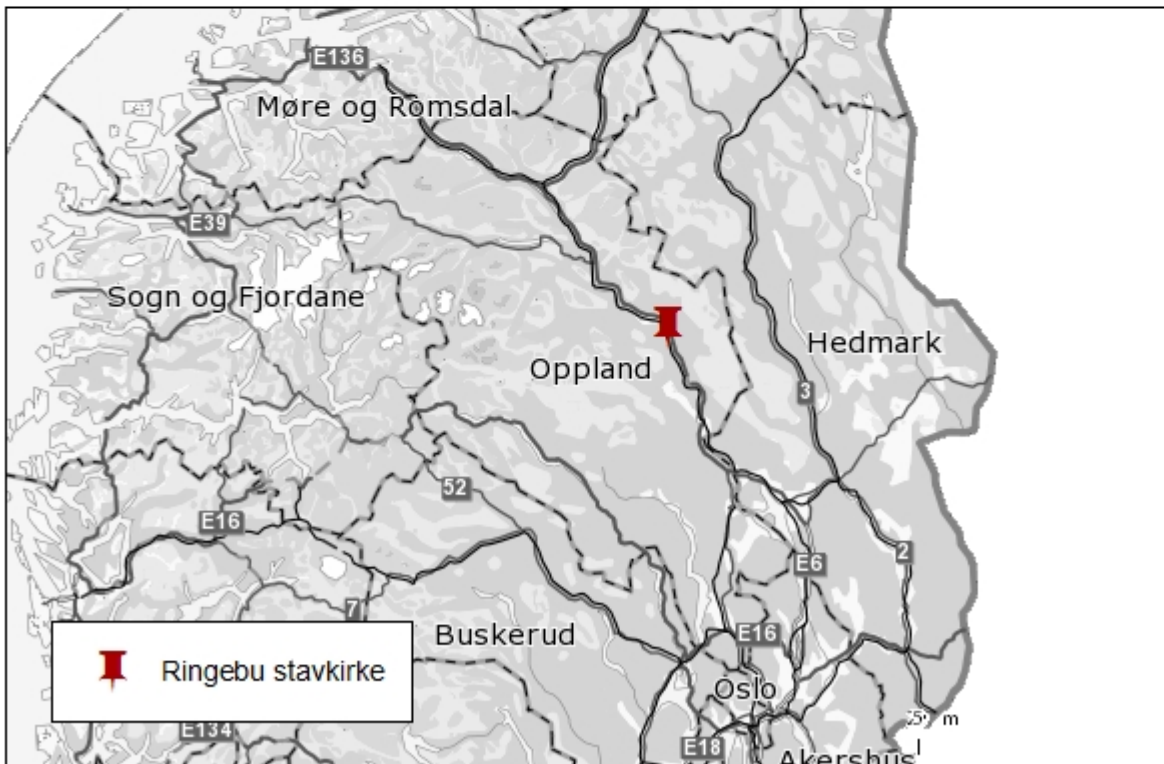 E136
Møre og Romsdal
E39
Sogn og Fjordane
Hedmark
Oppland
3
52
E16
2
E6
7
Buskerud
E16
Ringebu stavkirke
Oslo
m
E134
E18
Akershus